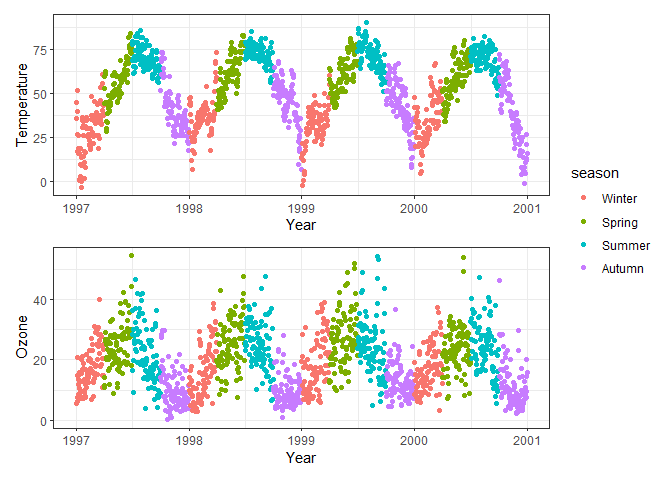 75
50
25
0
Temperature
1997
1998
1999
2000
2001
Year
40
20
0
Ozone
1997
1998
1999
2000
2001
Year
season
Winter
Spring
Summer
Autumn